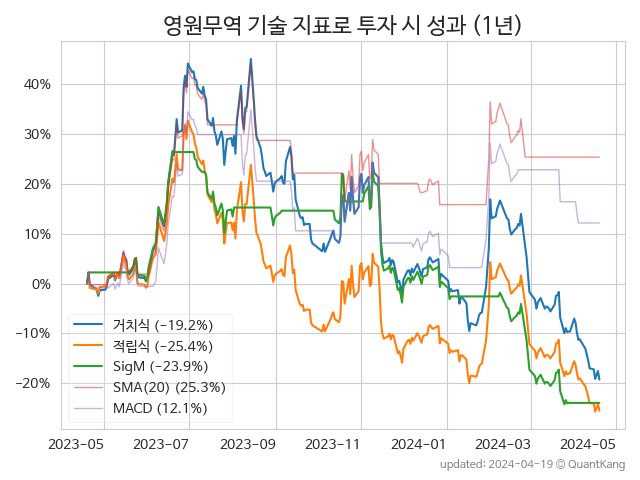 영원무역 기술 지표로 투자 시 성과 (1년)
40%
30%
20%
10%
0%
−10%
−20%
거치식 (−19.2%)
적립식 (−25.4%)
SigM (−23.9%)
SMA(20) (25.3%)
MACD (12.1%)
2023-05
2023-07
2023-09
2023-11
2024-01
2024-03
2024-05
updated: 2024-04-19 © QuantKang